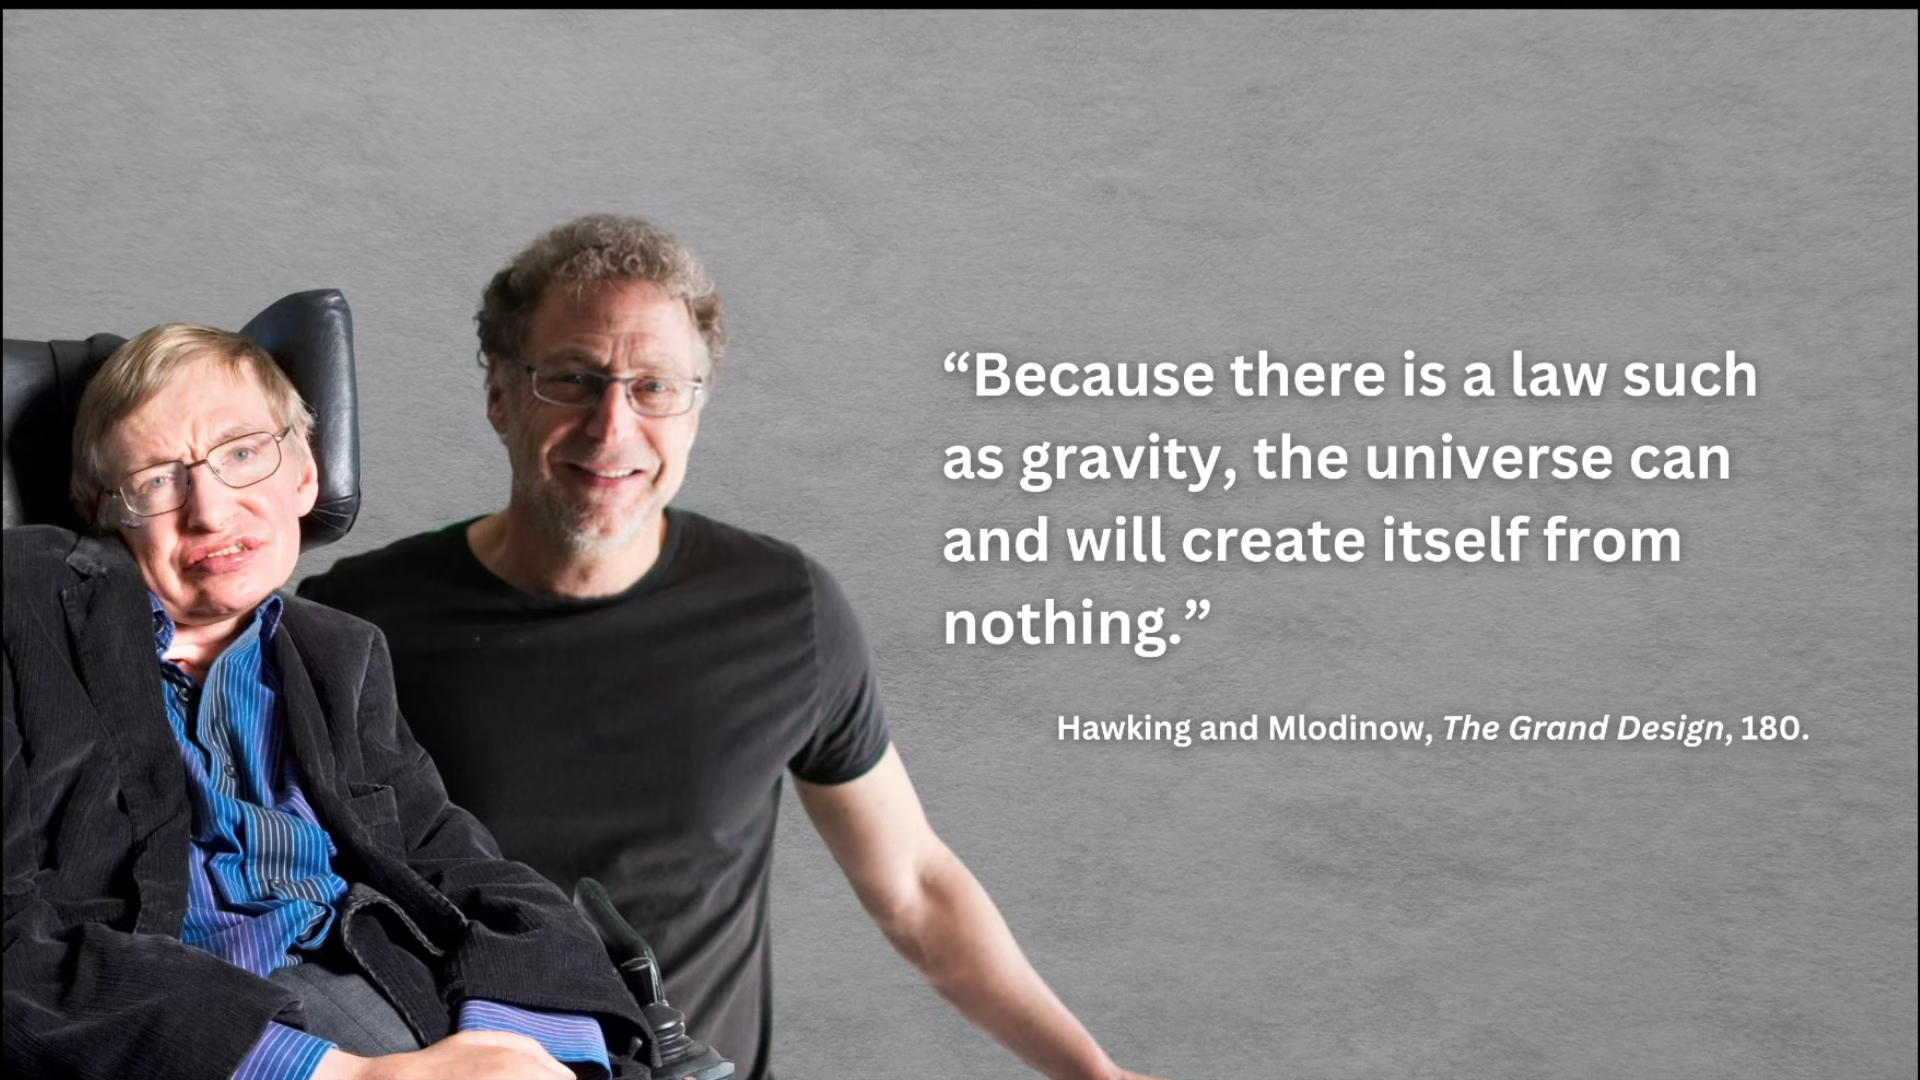 “Because there is a law such
as gravity, the universe can
and will create itself from
nothing.”
Hawking and Mlodinow, The Grand Design, 180.